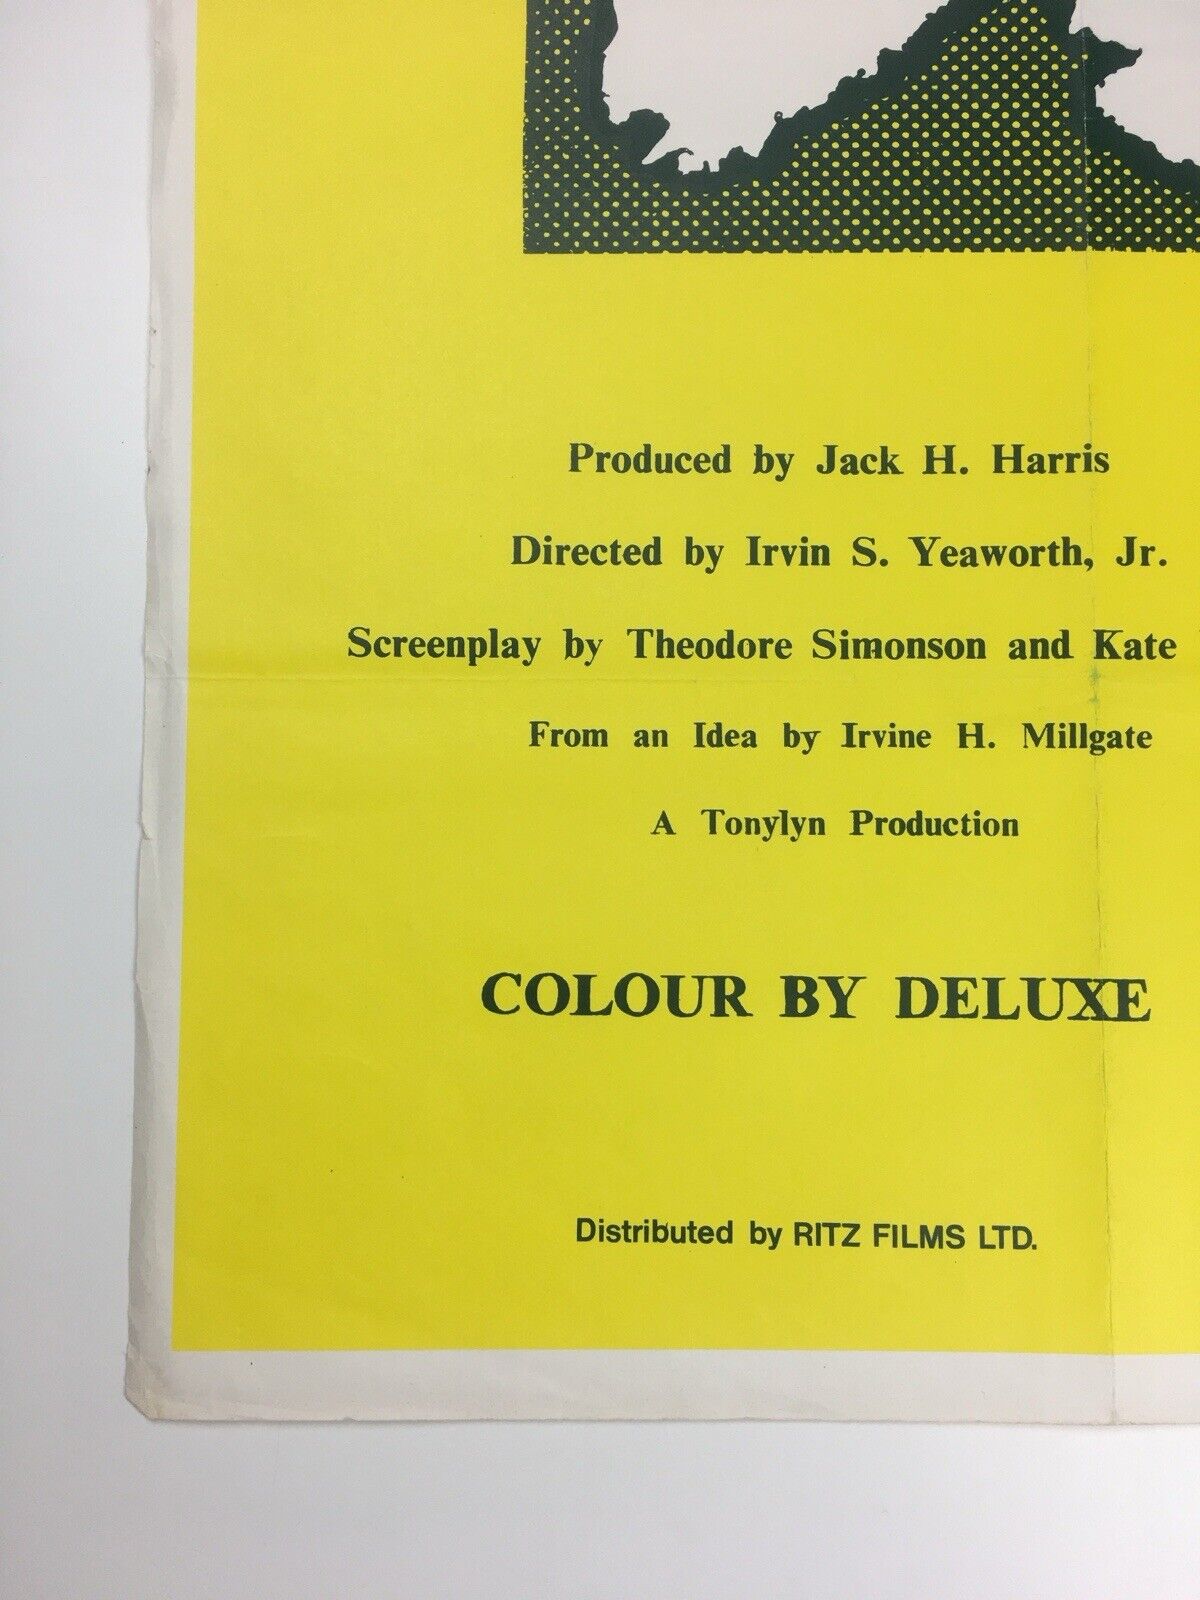 Produced by Jack H. Harris
Directed by Irvin S. Yeaworth, Jr.
Screenplay by Theodore Simonson and Kate
From an Idea by Irvine H. Millgate
A Tonylyn Production
COLOUR BY DELUXE
Distributed by RITZ FILMS LTD.